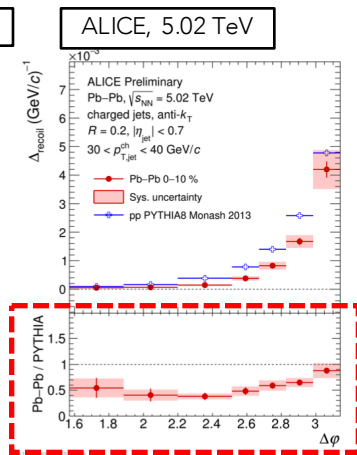 ALICE, 5.02 TeV
×10⁻³
Δrecoil (GeV/c)⁻¹
7
6
5
4
3
2
1
0
ALICE Preliminary
Pb–Pb, √sNN = 5.02 TeV
charged jets, anti-kT
R = 0.2, |ηjet| < 0.7
30 < pT,jet^ch < 40 GeV/c
Pb–Pb 0–10 %
Sys. uncertainty
pp PYTHIA8 Monash 2013
Pb–Pb / PYTHIA
1.5
1
0.5
0
1.6 1.8 2 2.2 2.4 2.6 2.8 3
Δφ